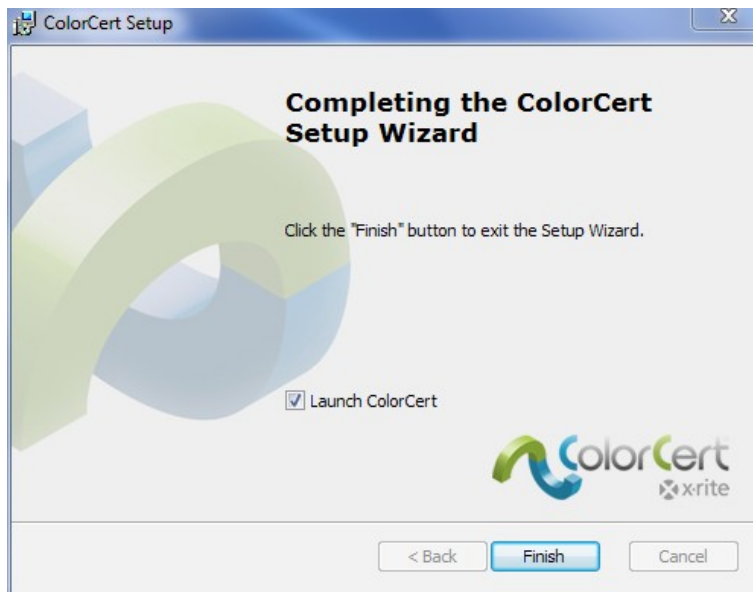 ColorCert Setup
Completing the ColorCert
Setup Wizard
Click the "Finish" button to exit the Setup Wizard.
Launch ColorCert
ColorCert
x·rite
< Back
Finish
Cancel